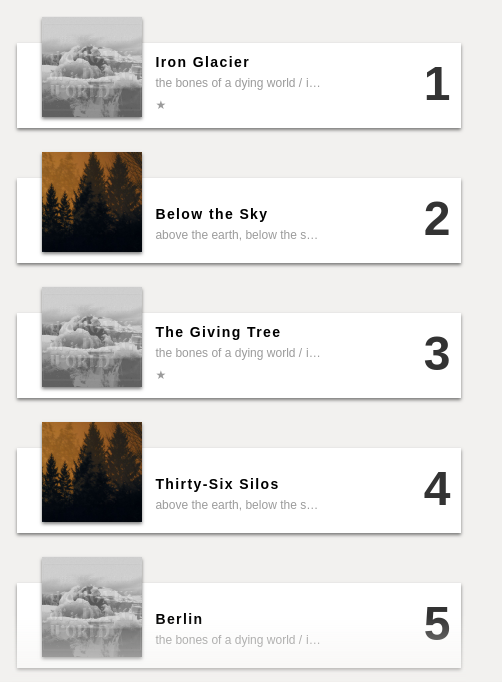 Iron Glacier
the bones of a dying world / i…
★
1
Below the Sky
above the earth, below the s…
2
The Giving Tree
the bones of a dying world / i…
★
3
Thirty-Six Silos
above the earth, below the s…
4
Berlin
the bones of a dying world / i…
5